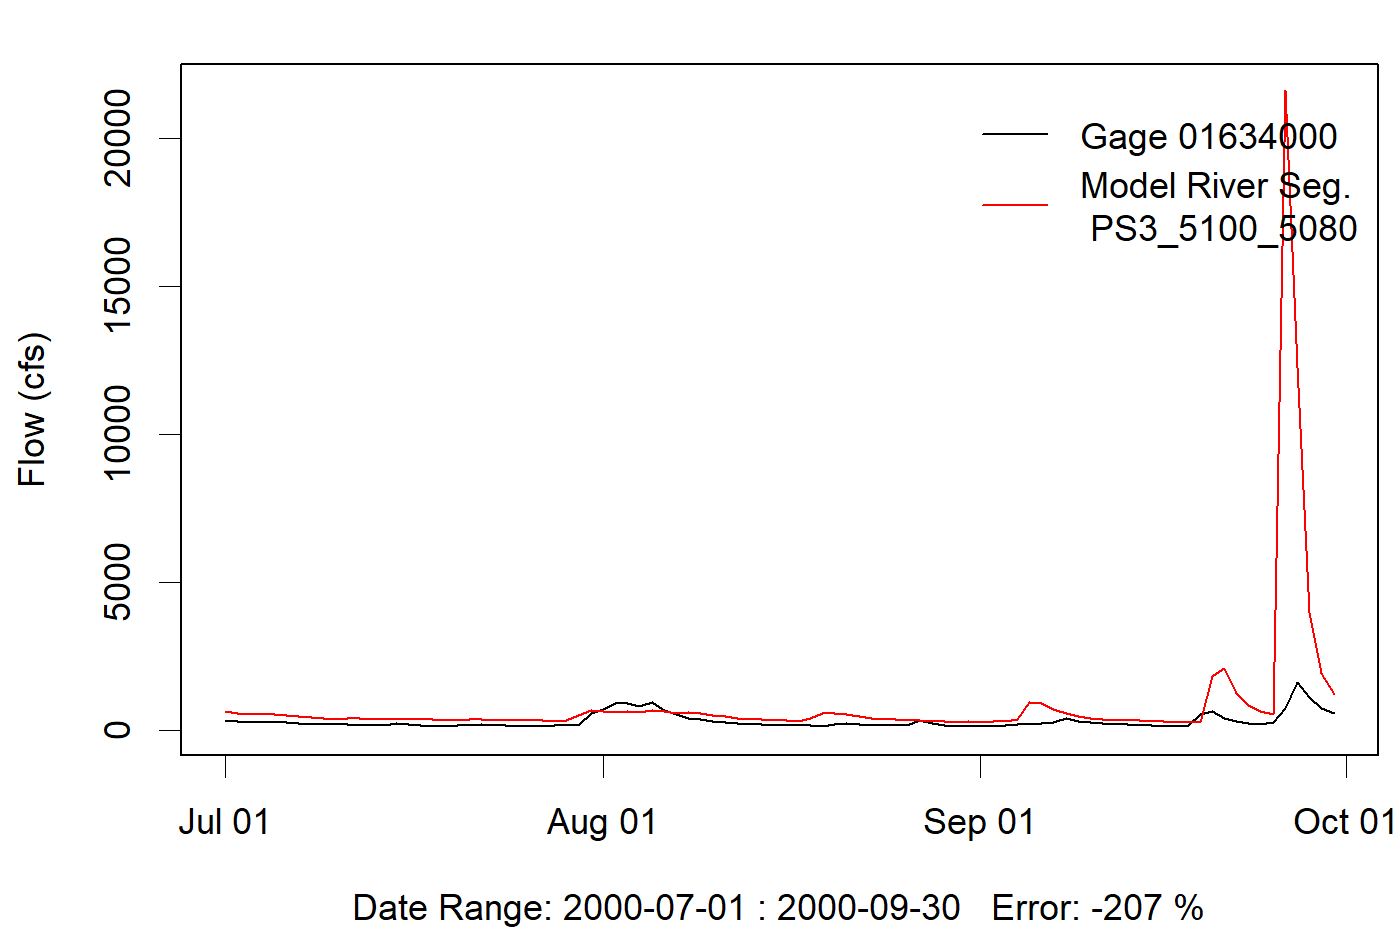 Gage 01634000
Model River Seg.
PS3_5100_5080
Flow (cfs)
20000
15000
10000
5000
0
Jul 01 Aug 01 Sep 01 Oct 01
Date Range: 2000-07-01 : 2000-09-30 Error: -207 %